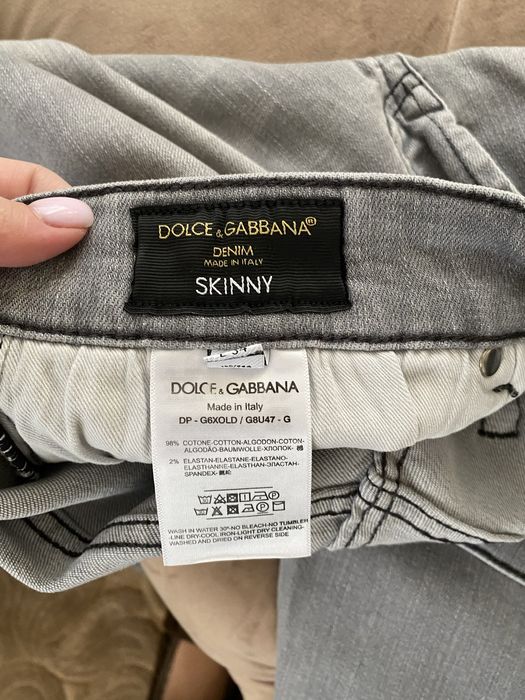 DOLCE & GABBANA®
DENIM
MADE IN ITALY
SKINNY
DOLCE & GABBANA
Made in Italy
DP - G6XOLD / G8U47 - G
98% COTONE-COTTON-ALGODON-COTON-
ALGODÃO-BAUMWOLLE-ХЛОПОК- 棉
2% ELASTAN-ELASTANE-ELASTANO-
ELASTHANNE-ELASTHAN-ЭЛАСТАН-
SPANDEX-
WASH IN WATER 30°-NO BLEACH-NO TUMBLER
-LINE DRY-COOL IRON-LIGHT DRY CLEANING-
WASHED AND DRIED ON REVERSE SIDE